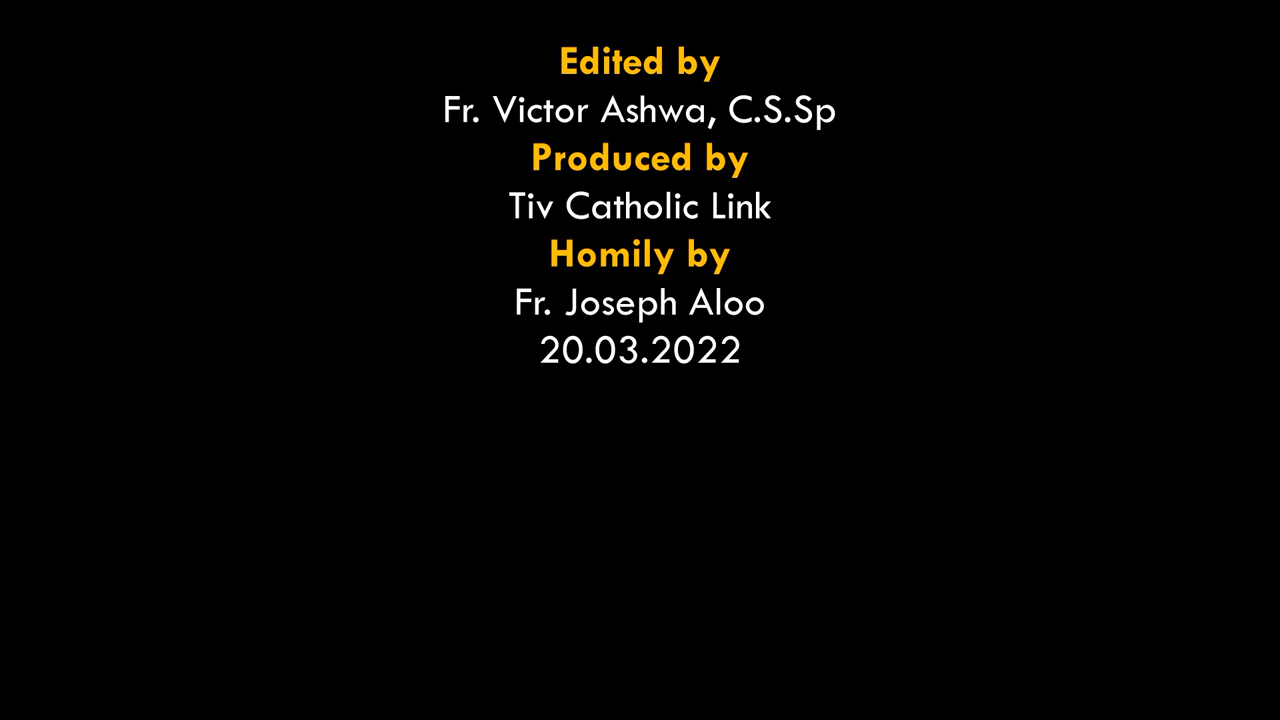 Edited by
Fr. Victor Ashwa, C.S.Sp
Produced by
Tiv Catholic Link
Homily by
Fr. Joseph Aloo
20.03.2022